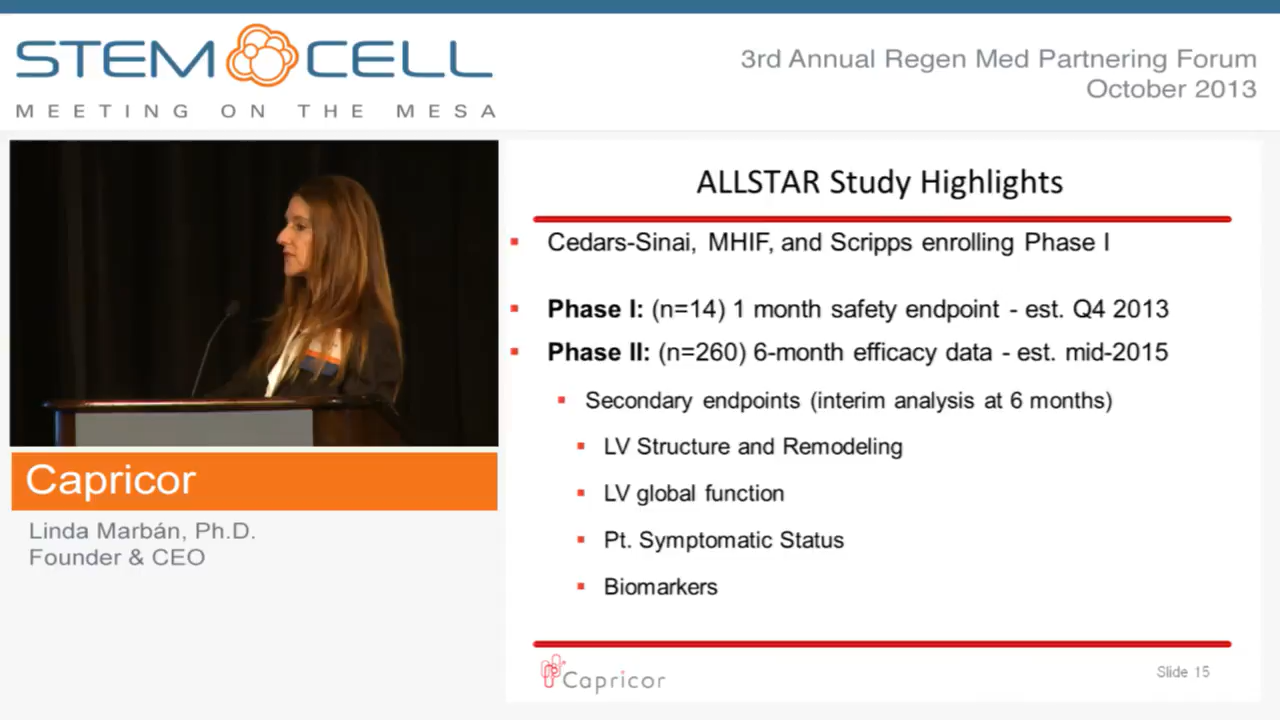 STEM CELL
MEETING ON THE MESA
3rd Annual Regen Med Partnering Forum
October 2013
Capricor
Linda Marbán, Ph.D.
Founder & CEO
ALLSTAR Study Highlights
Cedars-Sinai, MHIF, and Scripps enrolling Phase I
Phase I: (n=14) 1 month safety endpoint - est. Q4 2013
Phase II: (n=260) 6-month efficacy data - est. mid-2015
Secondary endpoints (interim analysis at 6 months)
LV Structure and Remodeling
LV global function
Pt. Symptomatic Status
Biomarkers
Capricor
Slide 15